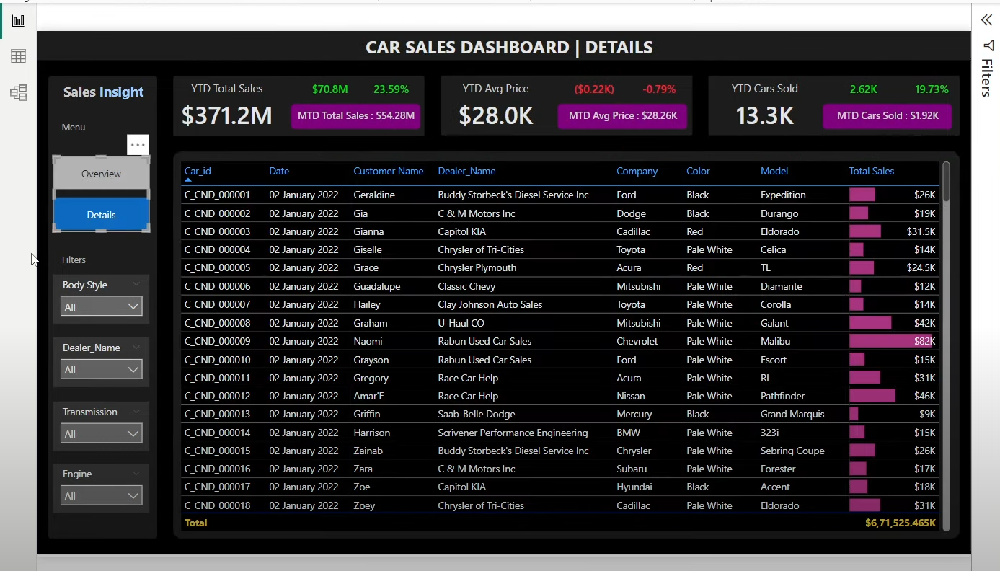 CAR SALES DASHBOARD | DETAILS
Sales Insight
Menu
...
Overview
Details
Filters
Body Style
All
Dealer_Name
All
Transmission
All
Engine
All
YTD Total Sales $70.8M 23.59%
$371.2M MTD Total Sales : $54.28M
YTD Avg Price ($0.22K) -0.79%
$28.0K MTD Avg Price : $28.26K
YTD Cars Sold 2.62K 19.73%
13.3K MTD Cars Sold : $1.92K
Car_id Date Customer Name Dealer_Name Company Color Model Total Sales
C_CND_000001 02 January 2022 Geraldine Buddy Storbeck's Diesel Service Inc Ford Black Expedition $26K
C_CND_000002 02 January 2022 Gia C & M Motors Inc Dodge Black Durango $19K
C_CND_000003 02 January 2022 Gianna Capitol KIA Cadillac Red Eldorado $31.5K
C_CND_000004 02 January 2022 Giselle Chrysler of Tri-Cities Toyota Pale White Celica $14K
C_CND_000005 02 January 2022 Grace Chrysler Plymouth Acura Red TL $24.5K
C_CND_000006 02 January 2022 Guadalupe Classic Chevy Mitsubishi Pale White Diamante $12K
C_CND_000007 02 January 2022 Hailey Clay Johnson Auto Sales Toyota Pale White Corolla $14K
C_CND_000008 02 January 2022 Graham U-Haul CO Mitsubishi Pale White Galant $42K
C_CND_000009 02 January 2022 Naomi Rabun Used Car Sales Chevrolet Pale White Malibu $82K
C_CND_000010 02 January 2022 Grayson Rabun Used Car Sales Ford Pale White Escort $15K
C_CND_000011 02 January 2022 Gregory Race Car Help Acura Pale White RL $31K
C_CND_000012 02 January 2022 Amar'E Race Car Help Nissan Pale White Pathfinder $46K
C_CND_000013 02 January 2022 Griffin Saab-Belle Dodge Mercury Black Grand Marquis $9K
C_CND_000014 02 January 2022 Harrison Scrivener Performance Engineering BMW Pale White 323i $15K
C_CND_000015 02 January 2022 Zainab Buddy Storbeck's Diesel Service Inc Chrysler Pale White Sebring Coupe $26K
C_CND_000016 02 January 2022 Zara C & M Motors Inc Subaru Pale White Forester $17K
C_CND_000017 02 January 2022 Zoe Capitol KIA Hyundai Black Accent $18K
C_CND_000018 02 January 2022 Zoey Chrysler of Tri-Cities Cadillac Pale White Eldorado $31K
Total $6,71,525.465K
Filters